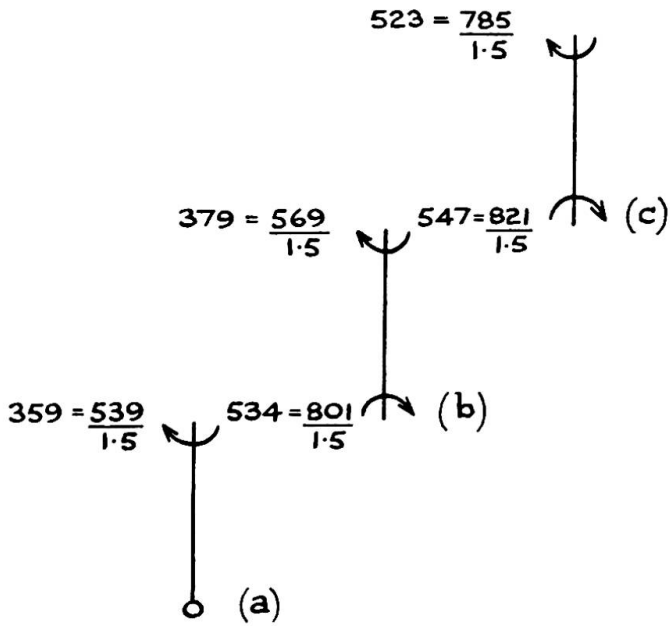 523 = 785
1·5
379 = 569
1·5
547 = 821
1·5
(c)
359 = 539
1·5
534 = 801
1·5
(b)
(a)